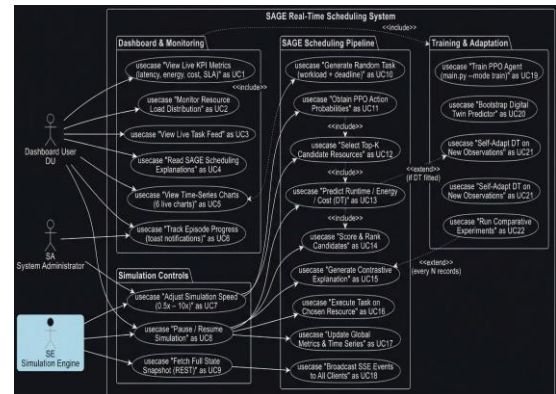 SAGE Real-Time Scheduling System
<<include>>
Dashboard & Monitoring
usecase "View Live KPI Metrics
(latency, energy, cost, SLA)" as UC1
usecase "Monitor Resource
Load Distribution" as UC2
usecase "View Live Task Feed" as UC3
usecase "Read SAGE Scheduling
Explanations" as UC4
usecase "View Time-Series Charts
(6 live charts)" as UC5
usecase "Track Episode Progress
(toast notifications)" as UC6
<<include>>
Simulation Controls
usecase "Adjust Simulation Speed
(0.5x – 10x)" as UC7
usecase "Pause / Resume
Simulation" as UC8
usecase "Fetch Full State
Snapshot (REST)" as UC9
SAGE Scheduling Pipeline
usecase "Generate Random Task
(workload + deadline)" as UC10
usecase "Obtain PPO Action
Probabilities" as UC11
<<include>>
usecase "Select Top-K
Candidate Resources" as UC12
<<include>>
usecase "Predict Runtime / Energy
/ Cost (DT)" as UC13
<<include>>
usecase "Score & Rank
Candidates" as UC14
usecase "Generate Contrastive
Explanation" as UC15
usecase "Execute Task on
Chosen Resource" as UC16
usecase "Update Global
Metrics & Time Series" as UC17
usecase "Broadcast SSE Events
to All Clients" as UC18
Training & Adaptation
usecase "Train PPO Agent
(main.py --mode train)" as UC19
usecase "Bootstrap Digital
Twin Predictor" as UC20
usecase "Self-Adapt DT on
New Observations" as UC21
<<extend>>
(if DT fitted)
usecase "Self-Adapt DT on
New Observations" as UC21
usecase "Run Comparative
Experiments" as UC22
<<extend>>
(every N records)
Dashboard User
DU
SA
System Administrator
SE
Simulation Engine